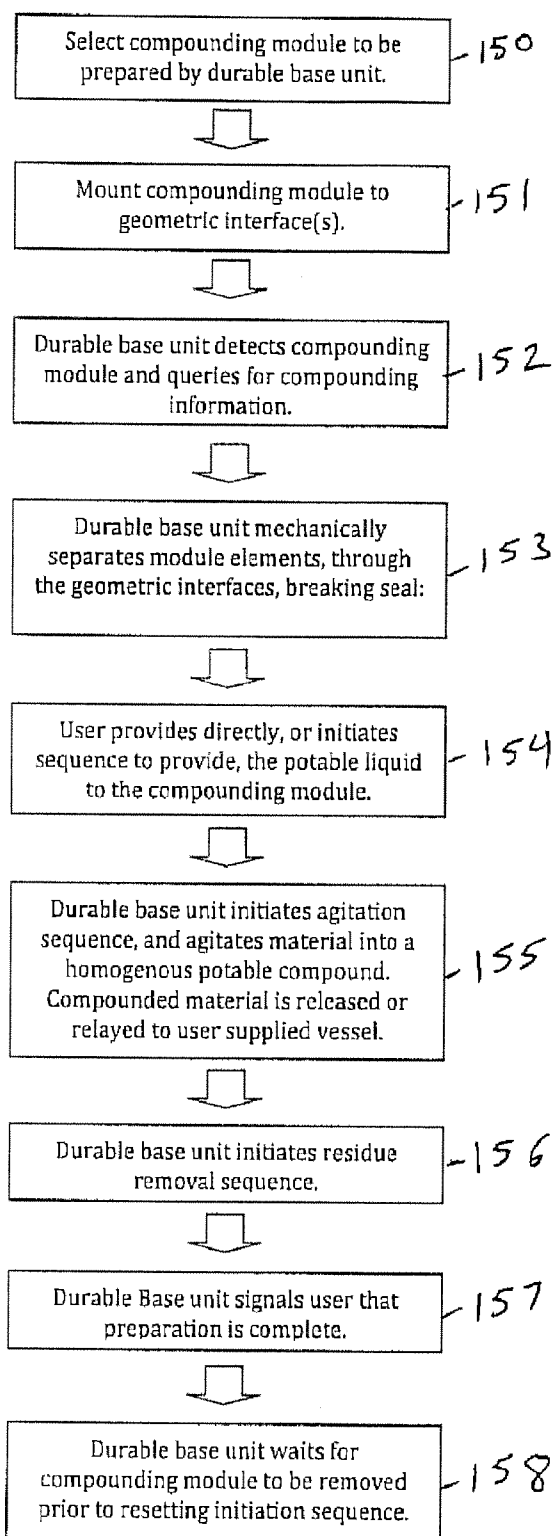 Select compounding module to be
prepared by durable base unit.
150
Mount compounding module to
geometric interface(s).
151
Durable base unit detects compounding
module and queries for compounding
information.
152
Durable base unit mechanically
separates module elements, through
the geometric interfaces, breaking seal:
153
User provides directly, or initiates
sequence to provide, the potable liquid
to the compounding module.
154
Durable base unit initiates agitation
sequence, and agitates material into a
homogenous potable compound.
Compounded material is released or
relayed to user supplied vessel.
155
Durable base unit initiates residue
removal sequence.
156
Durable Base unit signals user that
preparation is complete.
157
Durable base unit waits for
compounding module to be removed
prior to resetting initiation sequence.
158